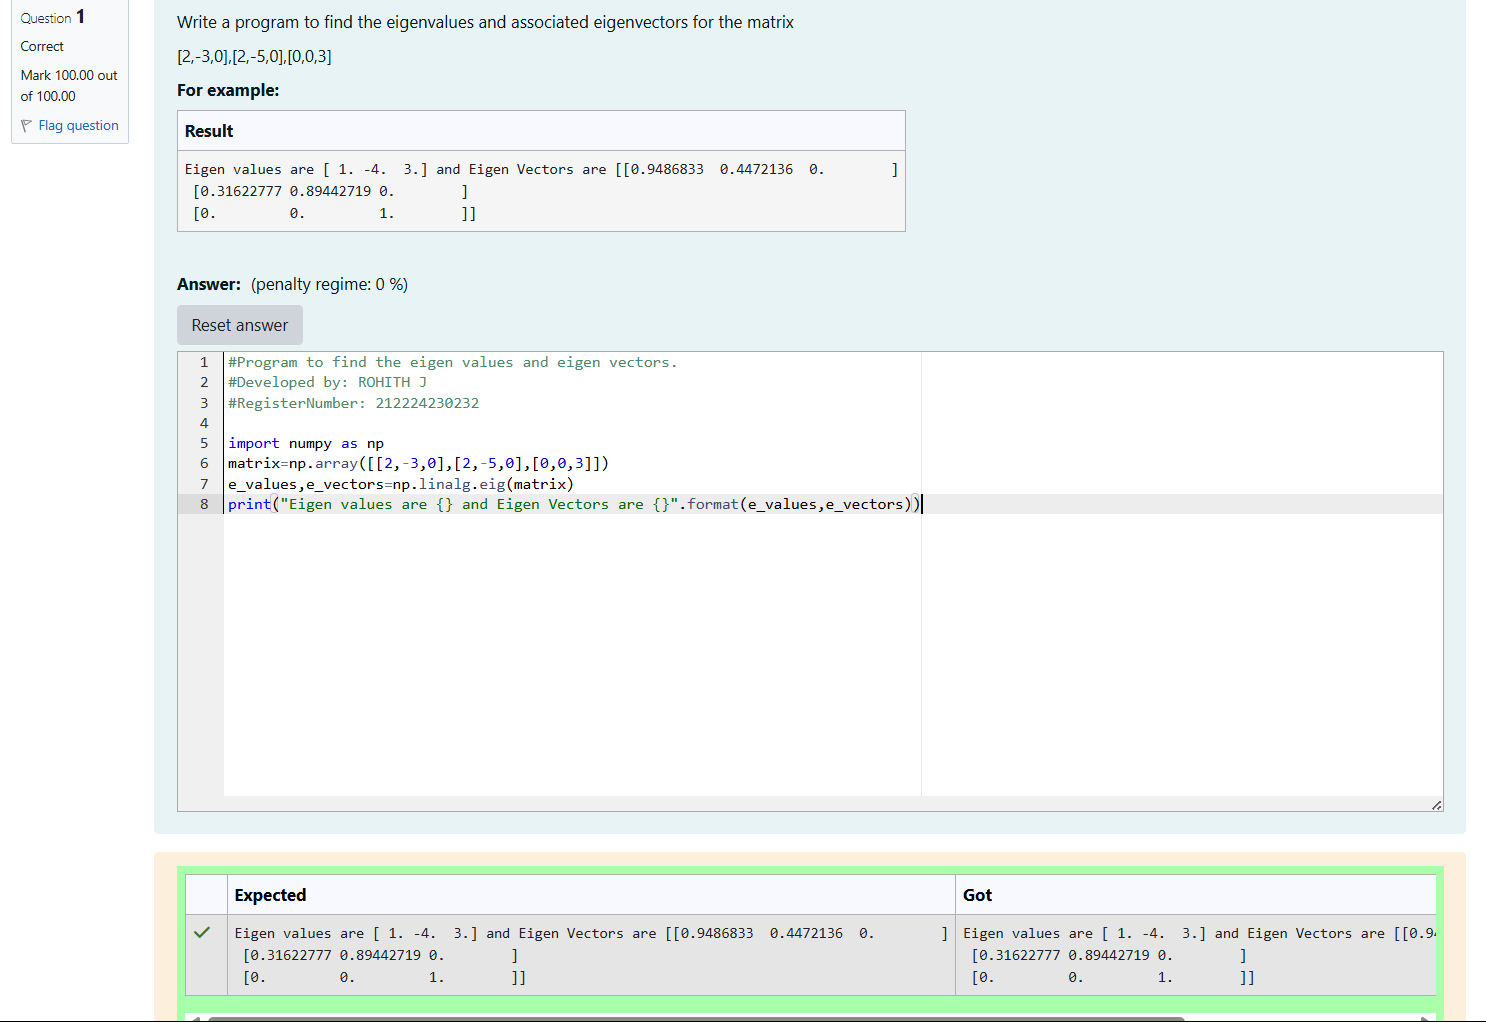 Question 1
Correct
Mark 100.00 out
of 100.00
Flag question
Write a program to find the eigenvalues and associated eigenvectors for the matrix
[2,-3,0],[2,-5,0],[0,0,3]
For example:
Result
Eigen values are [ 1. -4.  3.] and Eigen Vectors are [[0.9486833  0.4472136  0.        ]
 [0.31622777 0.89442719 0.        ]
 [0.         0.         1.        ]]
Answer: (penalty regime: 0 %)
Reset answer
1 #Program to find the eigen values and eigen vectors.
2 #Developed by: ROHITH J
3 #RegisterNumber: 212224230232
4
5 import numpy as np
6 matrix=np.array([[2,-3,0],[2,-5,0],[0,0,3]])
7 e_values,e_vectors=np.linalg.eig(matrix)
8 print("Eigen values are {} and Eigen Vectors are {}".format(e_values,e_vectors))
Expected Got
Eigen values are [ 1. -4.  3.] and Eigen Vectors are [[0.9486833  0.4472136  0.        ] Eigen values are [ 1. -4.  3.] and Eigen Vectors are [[0.9
 [0.31622777 0.89442719 0.        ]  [0.31622777 0.89442719 0.        ]
 [0.         0.         1.        ]]  [0.         0.         1.        ]]